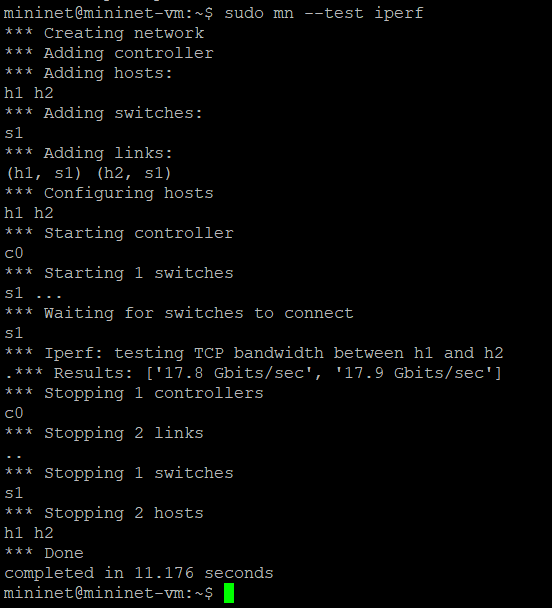 mininet@mininet-vm:~$ sudo mn --test iperf
*** Creating network
*** Adding controller
*** Adding hosts:
h1 h2
*** Adding switches:
s1
*** Adding links:
(h1, s1) (h2, s1)
*** Configuring hosts
h1 h2
*** Starting controller
c0
*** Starting 1 switches
s1 ...
*** Waiting for switches to connect
s1
*** Iperf: testing TCP bandwidth between h1 and h2
.*** Results: ['17.8 Gbits/sec', '17.9 Gbits/sec']
*** Stopping 1 controllers
c0
*** Stopping 2 links
..
*** Stopping 1 switches
s1
*** Stopping 2 hosts
h1 h2
*** Done
completed in 11.176 seconds
mininet@mininet-vm:~$